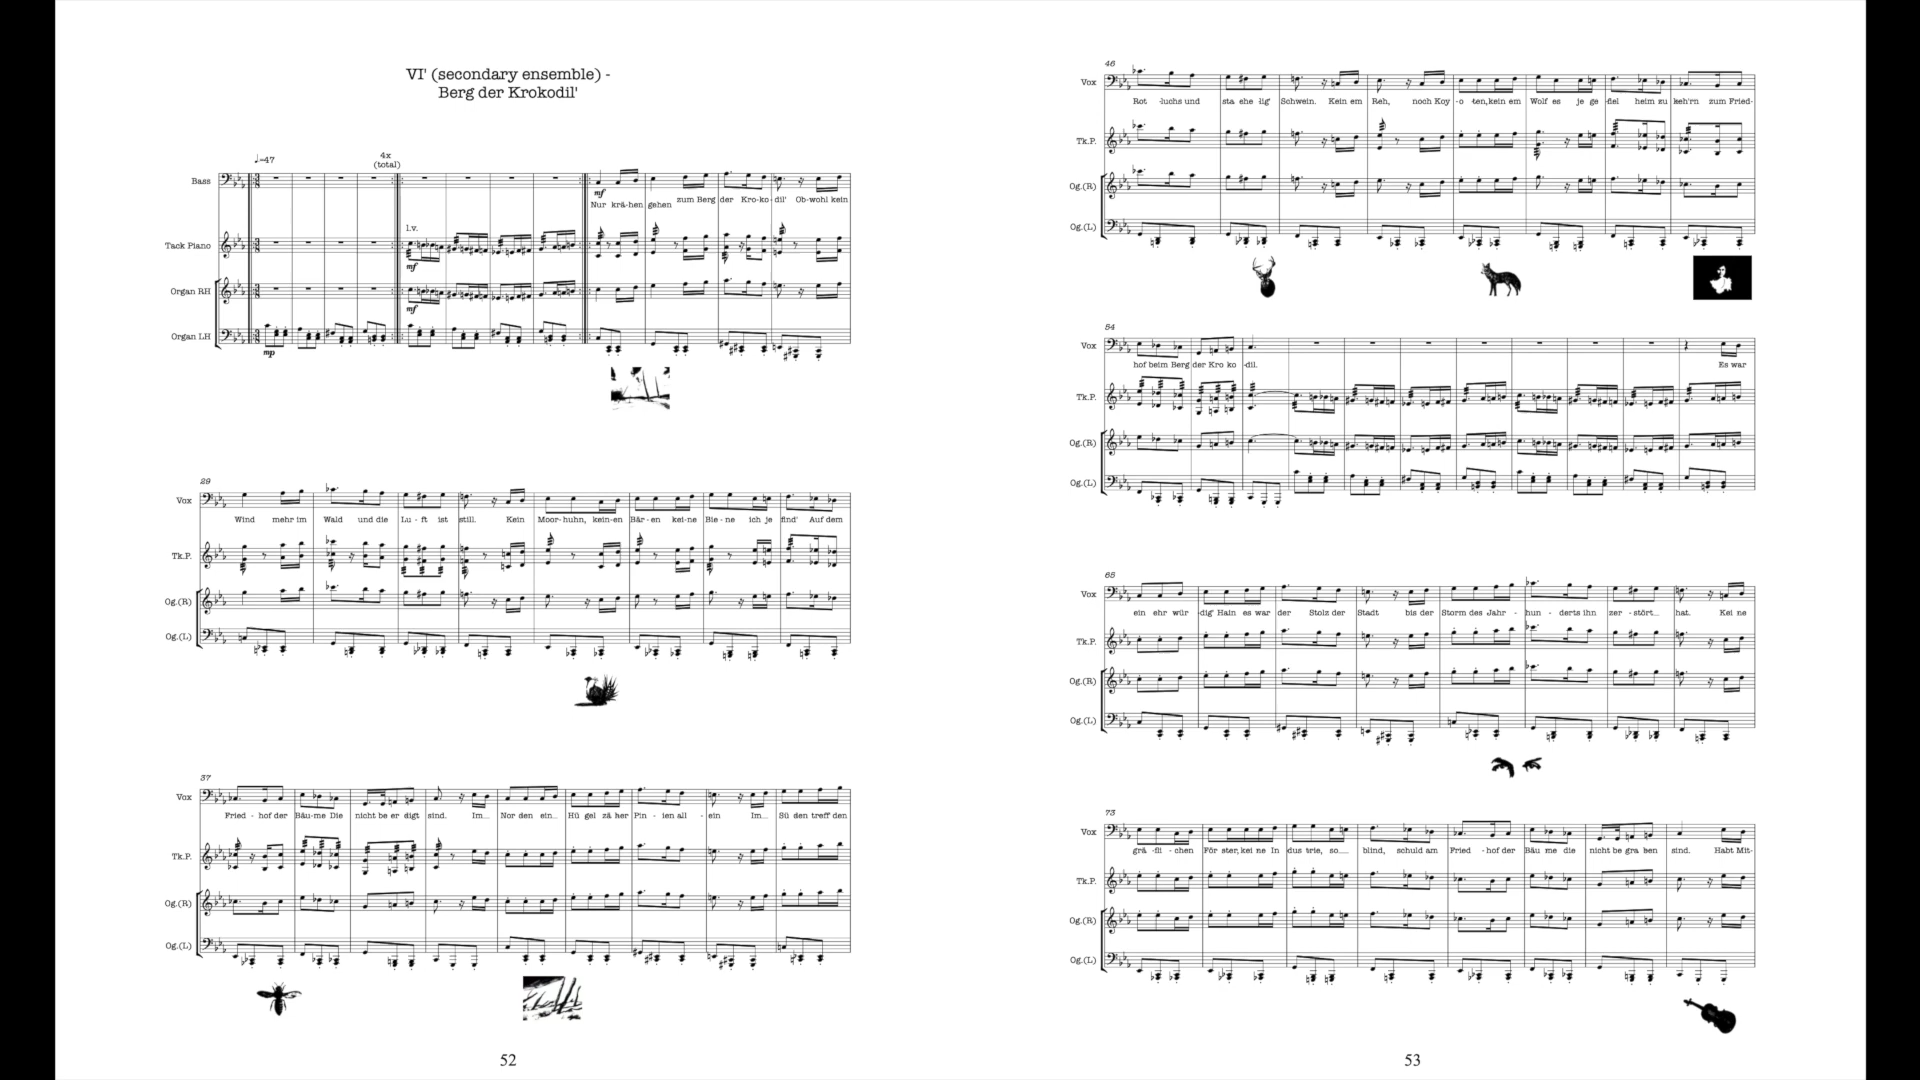 VI' (secondary ensemble) -
Berg der Krokodil'
♩=47
4x
(total)
Bass
mf
Nur krä-hen gehen zum Berg der Kro-ko-dil' Ob-wohl kein
l.v.
Tack Piano
mf
Organ RH
mf
Organ LH
mp
29
Vox
Wind mehr im Wald und die Lu - ft ist still. Kein Moor-huhn, kein-en Bär-en kei-ne Bie-ne ich je find' Auf dem
Tk.P.
Og.(R)
Og.(L)
37
Vox
Fried - hof der Bäu-me Die nicht be er digt sind. Im... Nor den ein... Hü gel zä her Pin - ien all - ein Im... Sü den treff den
Tk.P.
Og.(R)
Og.(L)
52
46
Vox
Rot -luchs und sta che lig' Schwein. Kein em Reh, noch Koy -o -ten, kein em Wolf es je ge -fiel heim zu keh'rn zum Fried-
Tk.P.
Og.(R)
Og.(L)
54
Vox
hof beim Berg der Kro ko -dil. Es war
Tk.P.
Og.(R)
Og.(L)
65
Vox
ein ehr wür -dig' Hain es war der Stolz der Stadt bis der Storm des Jahr - hun - derts ihn zer - stört... hat. Kei ne
Tk.P.
Og.(R)
Og.(L)
73
Vox
grä -fli - chen För ster, kei ne In dus trie, so..... blind, schuld am Fried - hof der Bäu me die nicht be gra ben sind. Habt Mit-
Tk.P.
Og.(R)
Og.(L)
53